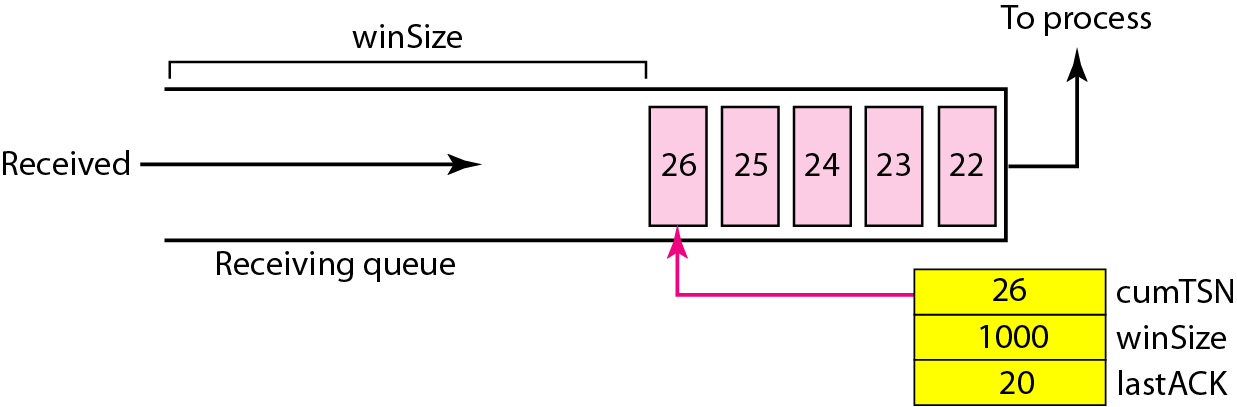 To process
winSize
Received
26 25 24 23 22
Receiving queue
26 cumTSN
1000 winSize
20 lastACK